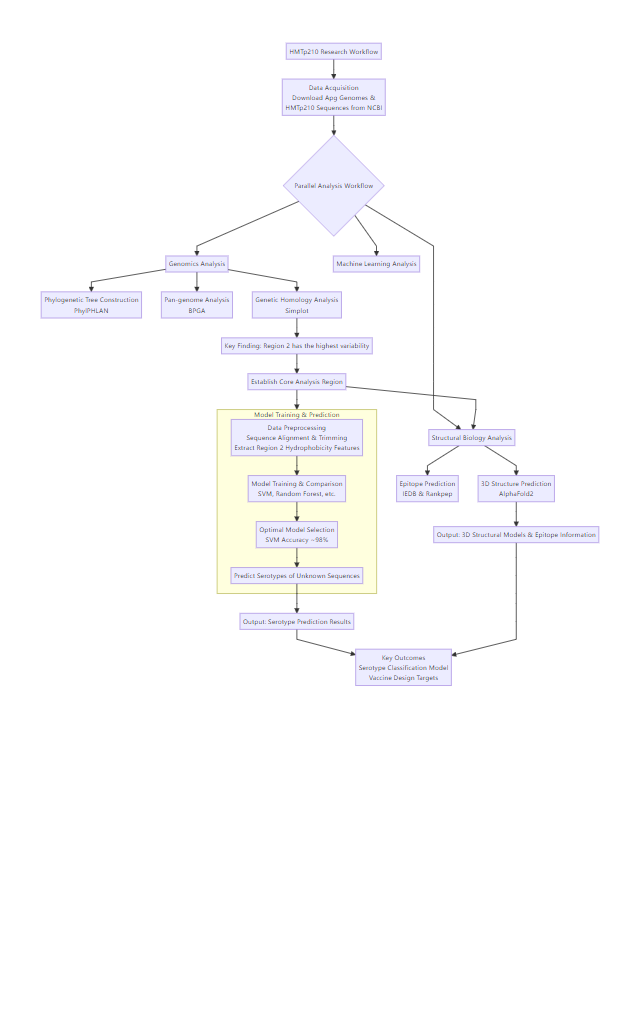 HMTp210 Research Workflow
Data Acquisition
Download Apg Genomes &
HMTp210 Sequences from NCBI
Parallel Analysis Workflow
Genomics Analysis
Machine Learning Analysis
Phylogenetic Tree Construction
PhylPHLAN
Pan-genome Analysis
BPGA
Genetic Homology Analysis
Simplot
Key Finding: Region 2 has the highest variability
Establish Core Analysis Region
Model Training & Prediction
Data Preprocessing
Sequence Alignment & Trimming
Extract Region 2 Hydrophobicity Features
Structural Biology Analysis
Model Training & Comparison
SVM, Random Forest, etc.
Epitope Prediction
IEDB & Rankpep
3D Structure Prediction
AlphaFold2
Optimal Model Selection
SVM Accuracy ~98%
Output: 3D Structural Models & Epitope Information
Predict Serotypes of Unknown Sequences
Output: Serotype Prediction Results
Key Outcomes
Serotype Classification Model
Vaccine Design Targets